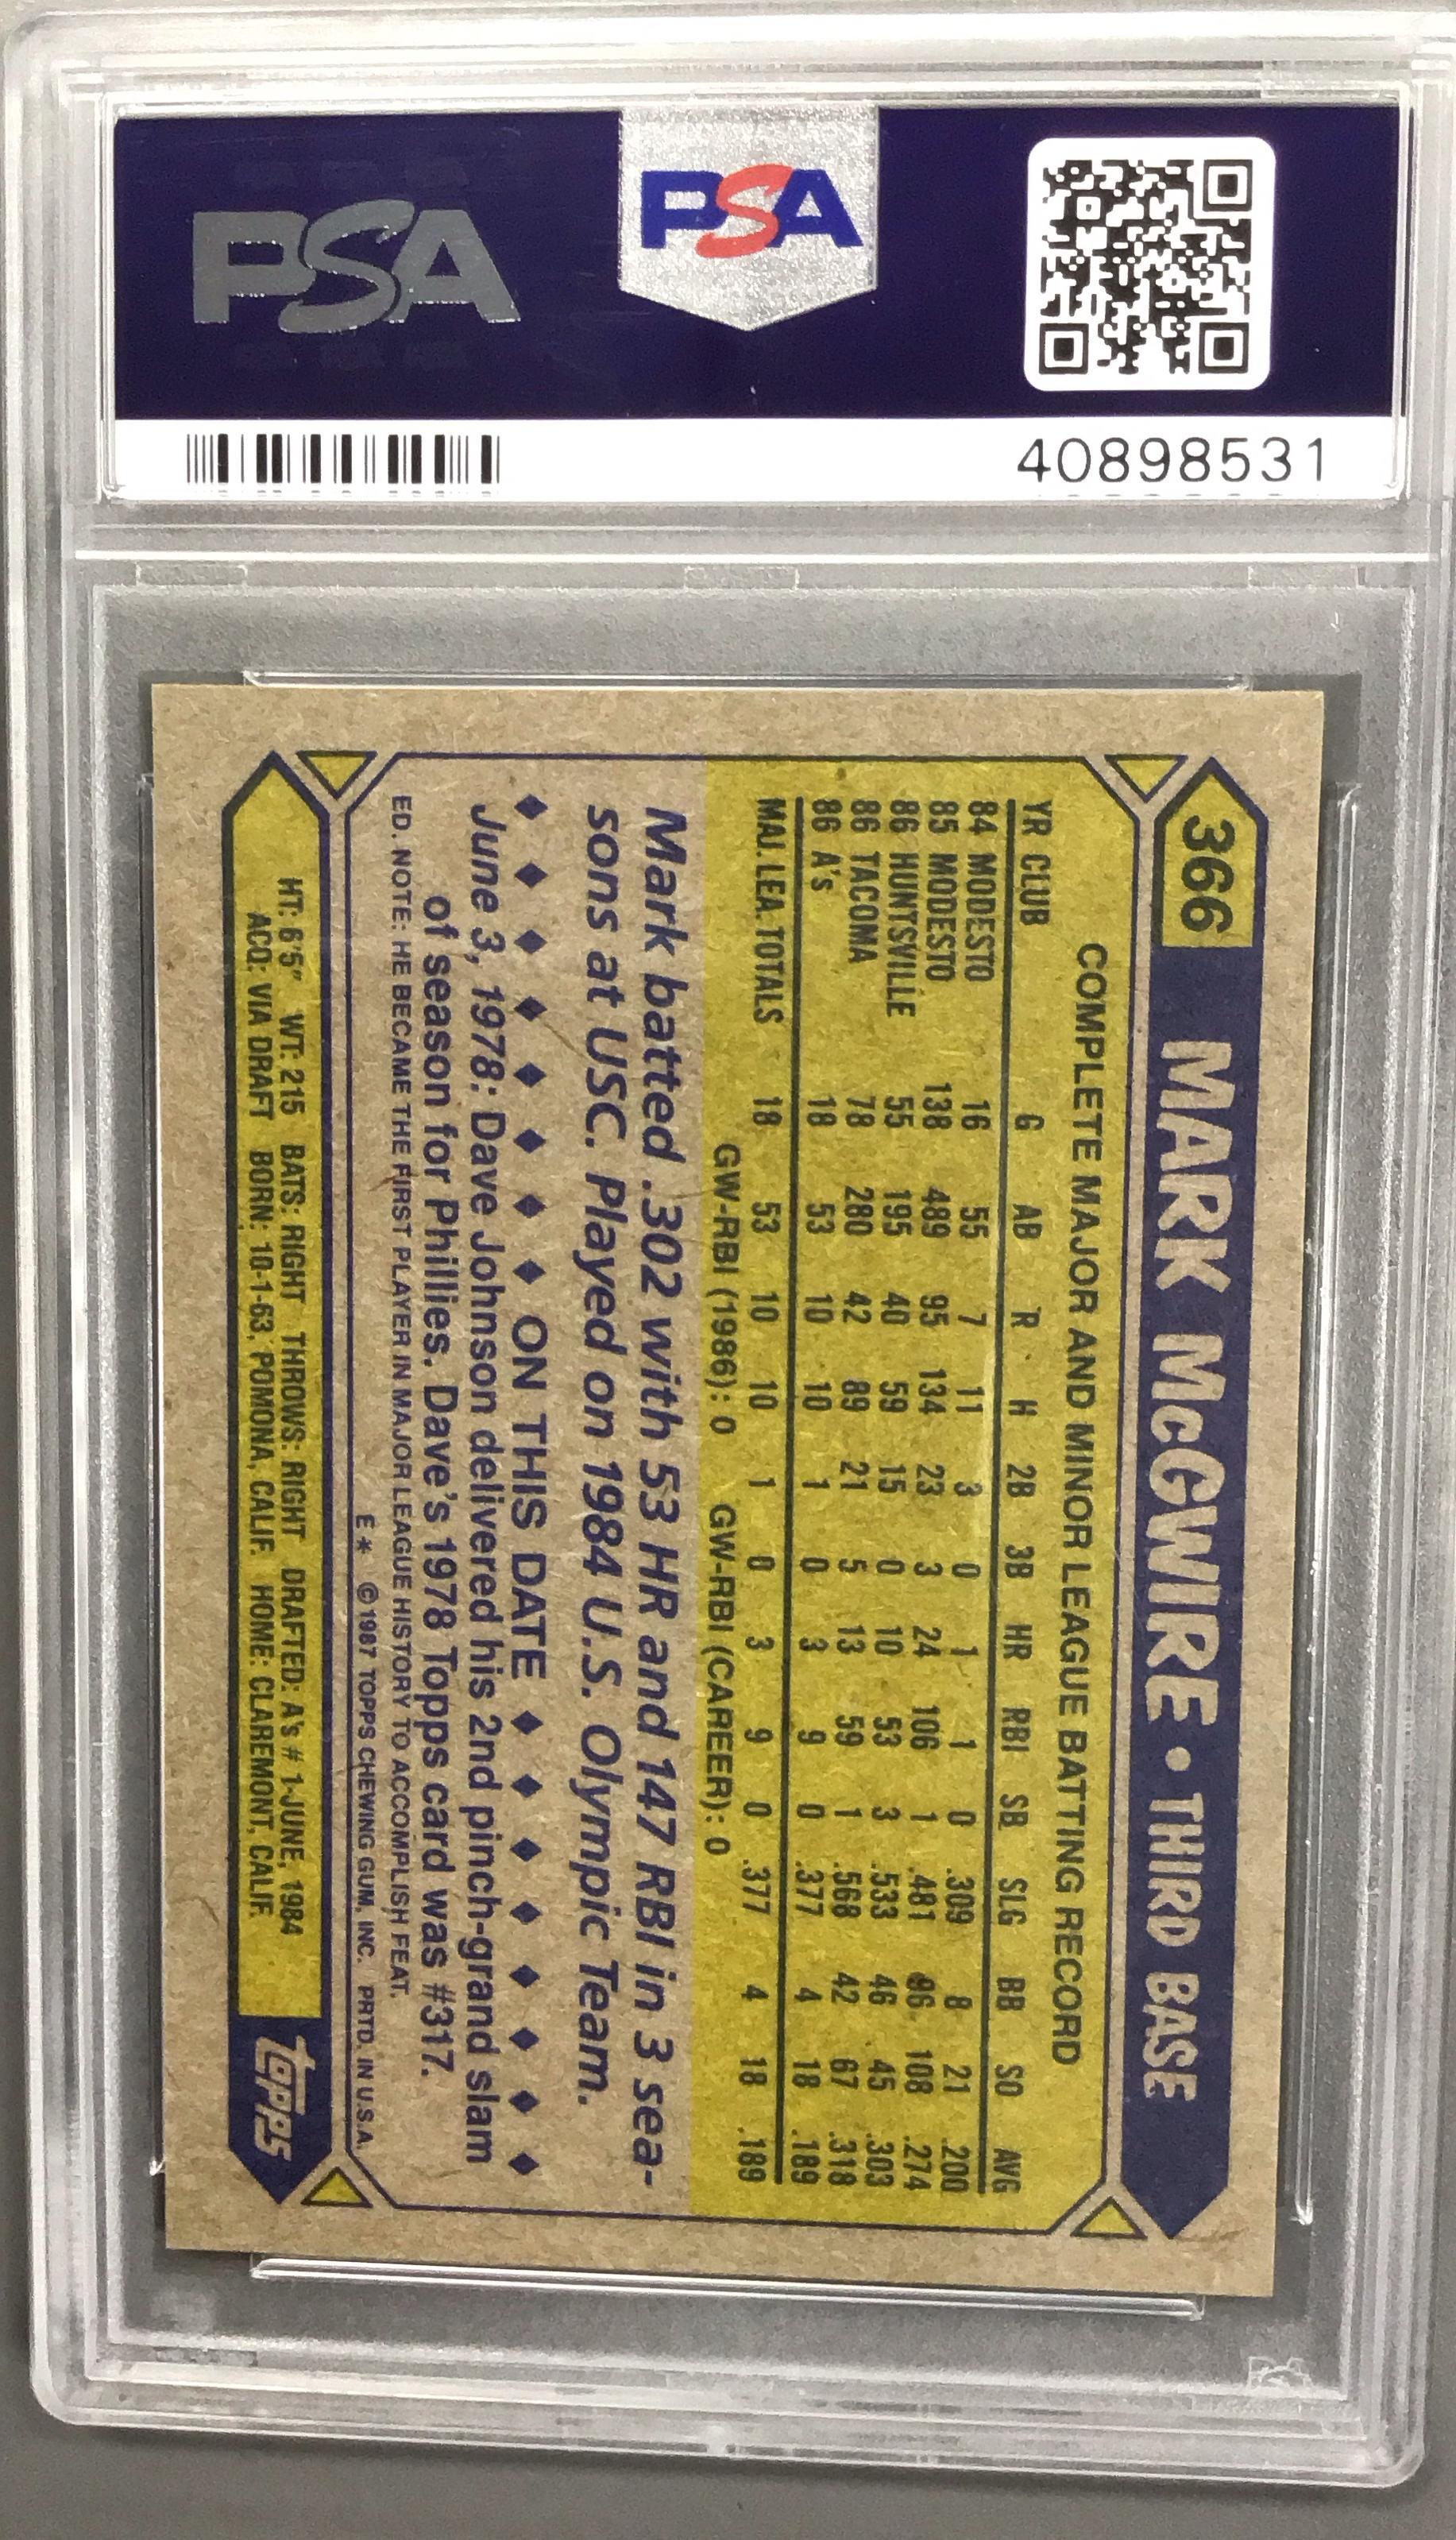 PSA
PSA
40898531
366 MARK McGWIRE • THIRD BASE
COMPLETE MAJOR AND MINOR LEAGUE BATTING RECORD
YR CLUB G AB R H 2B 3B HR RBI SB SLG BB SO AVG
84 MODESTO 16 55 7 11 3 0 1 1 0 .309 8 21 .200
85 MODESTO 138 489 95 134 23 3 24 106 1 .481 96 108 .274
86 HUNTSVILLE 55 195 40 59 15 0 10 53 3 .533 46 45 .303
86 TACOMA 78 280 42 89 21 5 13 59 1 .568 42 67 .318
86 A's 18 53 10 10 1 0 3 9 0 .377 4 18 .189
MAJ. LEA. TOTALS 18 53 10 10 1 0 3 9 0 .377 4 18 .189
GW-RBI (1986): 0 GW-RBI (CAREER): 0
Mark batted .302 with 53 HR and 147 RBI in 3 sea-
sons at USC. Played on 1984 U.S. Olympic Team.
◆ ◆ ◆ ◆ ◆ ◆ ◆ ◆ ON THIS DATE ◆ ◆ ◆ ◆ ◆ ◆ ◆ ◆
June 3, 1978: Dave Johnson delivered his 2nd pinch-grand slam
of season for Phillies. Dave's 1978 Topps card was #317.
ED. NOTE: HE BECAME THE FIRST PLAYER IN MAJOR LEAGUE HISTORY TO ACCOMPLISH FEAT.
E* © 1987 TOPPS CHEWING GUM, INC. PRTD. IN U.S.A.
HT: 6'5" WT: 215 BATS: RIGHT THROWS: RIGHT DRAFTED: A's #1-JUNE, 1984
ACQ: VIA DRAFT BORN: 10-1-63, POMONA, CALIF. HOME: CLAREMONT, CALIF.
topps
PSA